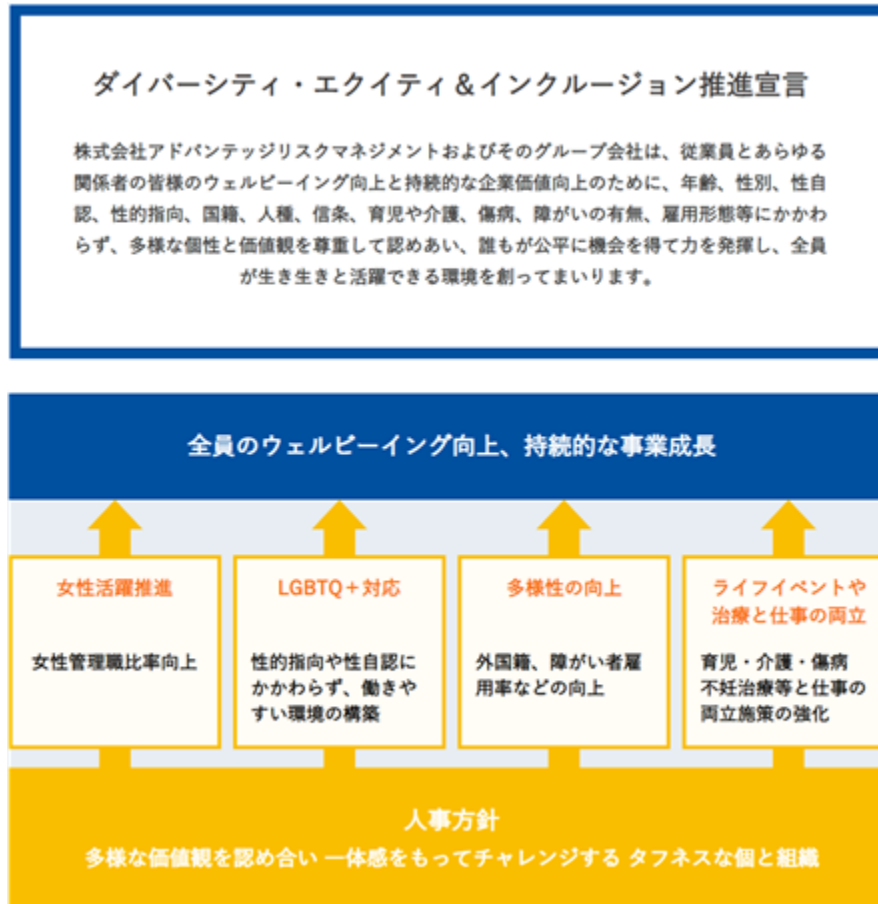 ダイバーシティ・エクイティ＆インクルージョン推進宣言
株式会社アドバンテッジリスクマネジメントおよびそのグループ会社は、従業員とあらゆる
関係者の皆様のウェルビーイング向上と持続的な企業価値向上のために、年齢、性別、性自
認、性的指向、国籍、人種、信条、育児や介護、傷病、障がいの有無、雇用形態等にかかわ
らず、多様な個性と価値観を尊重して認めあい、誰もが公平に機会を得て力を発揮し、全員
が生き生きと活躍できる環境を創ってまいります。
全員のウェルビーイング向上、持続的な事業成長
女性活躍推進
女性管理職比率向上
LGBTQ＋対応
性的指向や性自認に
かかわらず、働きや
すい環境の構築
多様性の向上
外国籍、障がい者雇
用率などの向上
ライフイベントや
治療と仕事の両立
育児・介護・傷病
不妊治療等と仕事の
両立施策の強化
人事方針
多様な価値観を認め合い 一体感をもってチャレンジする タフネスな個と組織